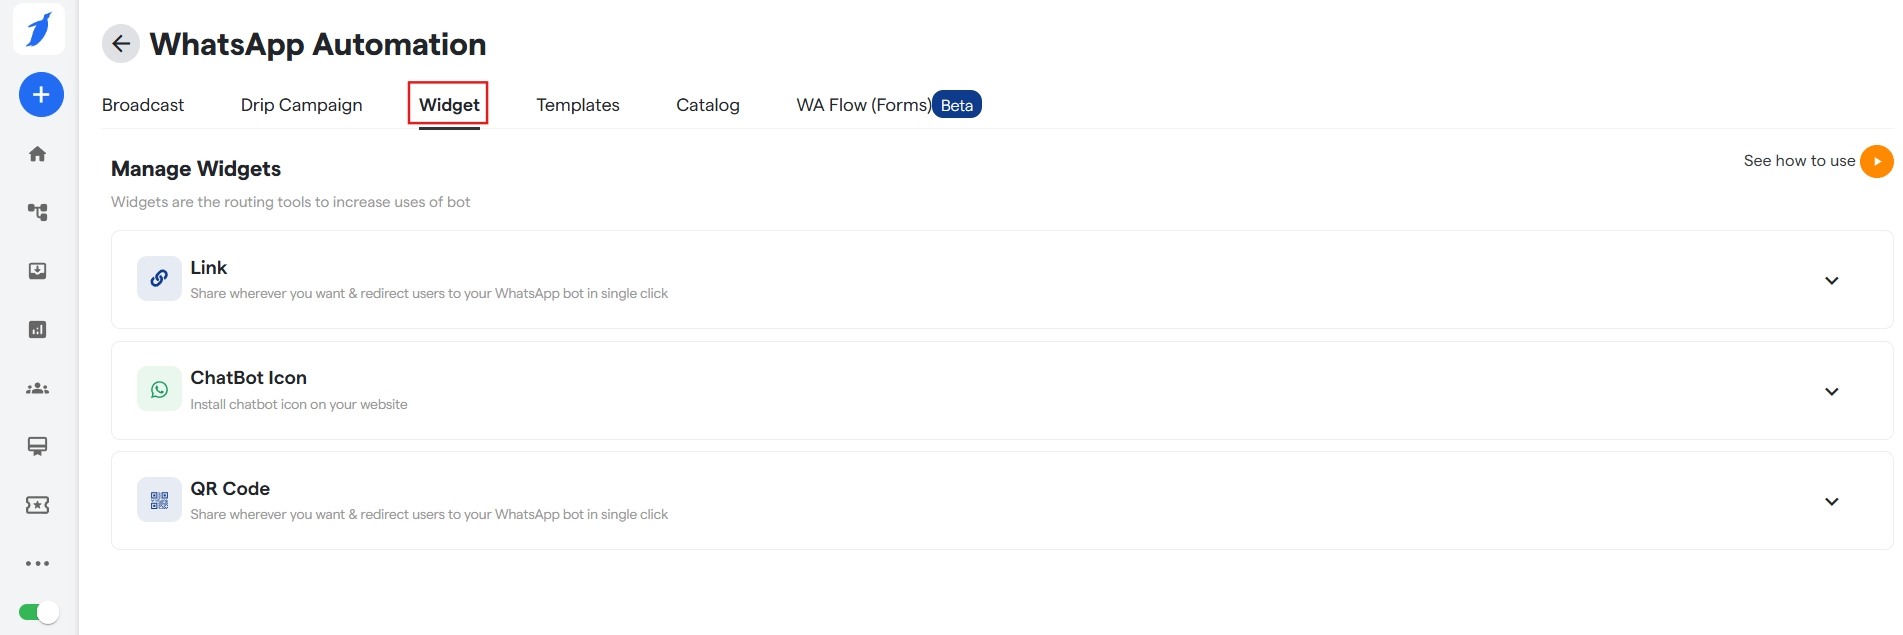 WhatsApp Automation
Broadcast Drip Campaign Widget Templates Catalog WA Flow (Forms) Beta
Manage Widgets
See how to use
Widgets are the routing tools to increase uses of bot
Link
Share wherever you want & redirect users to your WhatsApp bot in single click
ChatBot Icon
Install chatbot icon on your website
QR Code
Share wherever you want & redirect users to your WhatsApp bot in single click